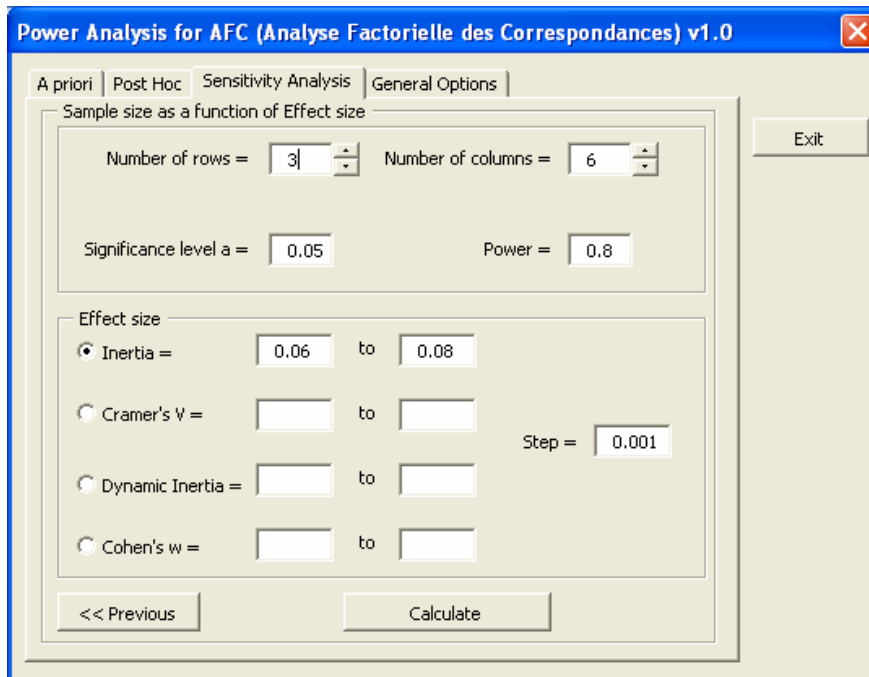 Power Analysis for AFC (Analyse Factorielle des Correspondances) v1.0
A priori Post Hoc Sensitivity Analysis General Options
Exit
Sample size as a function of Effect size
Number of rows = 3 Number of columns = 6
Significance level a = 0.05 Power = 0.8
Effect size
Inertia = 0.06 to 0.08
Cramer's V = to
Step = 0.001
Dynamic Inertia = to
Cohen's w = to
<< Previous Calculate